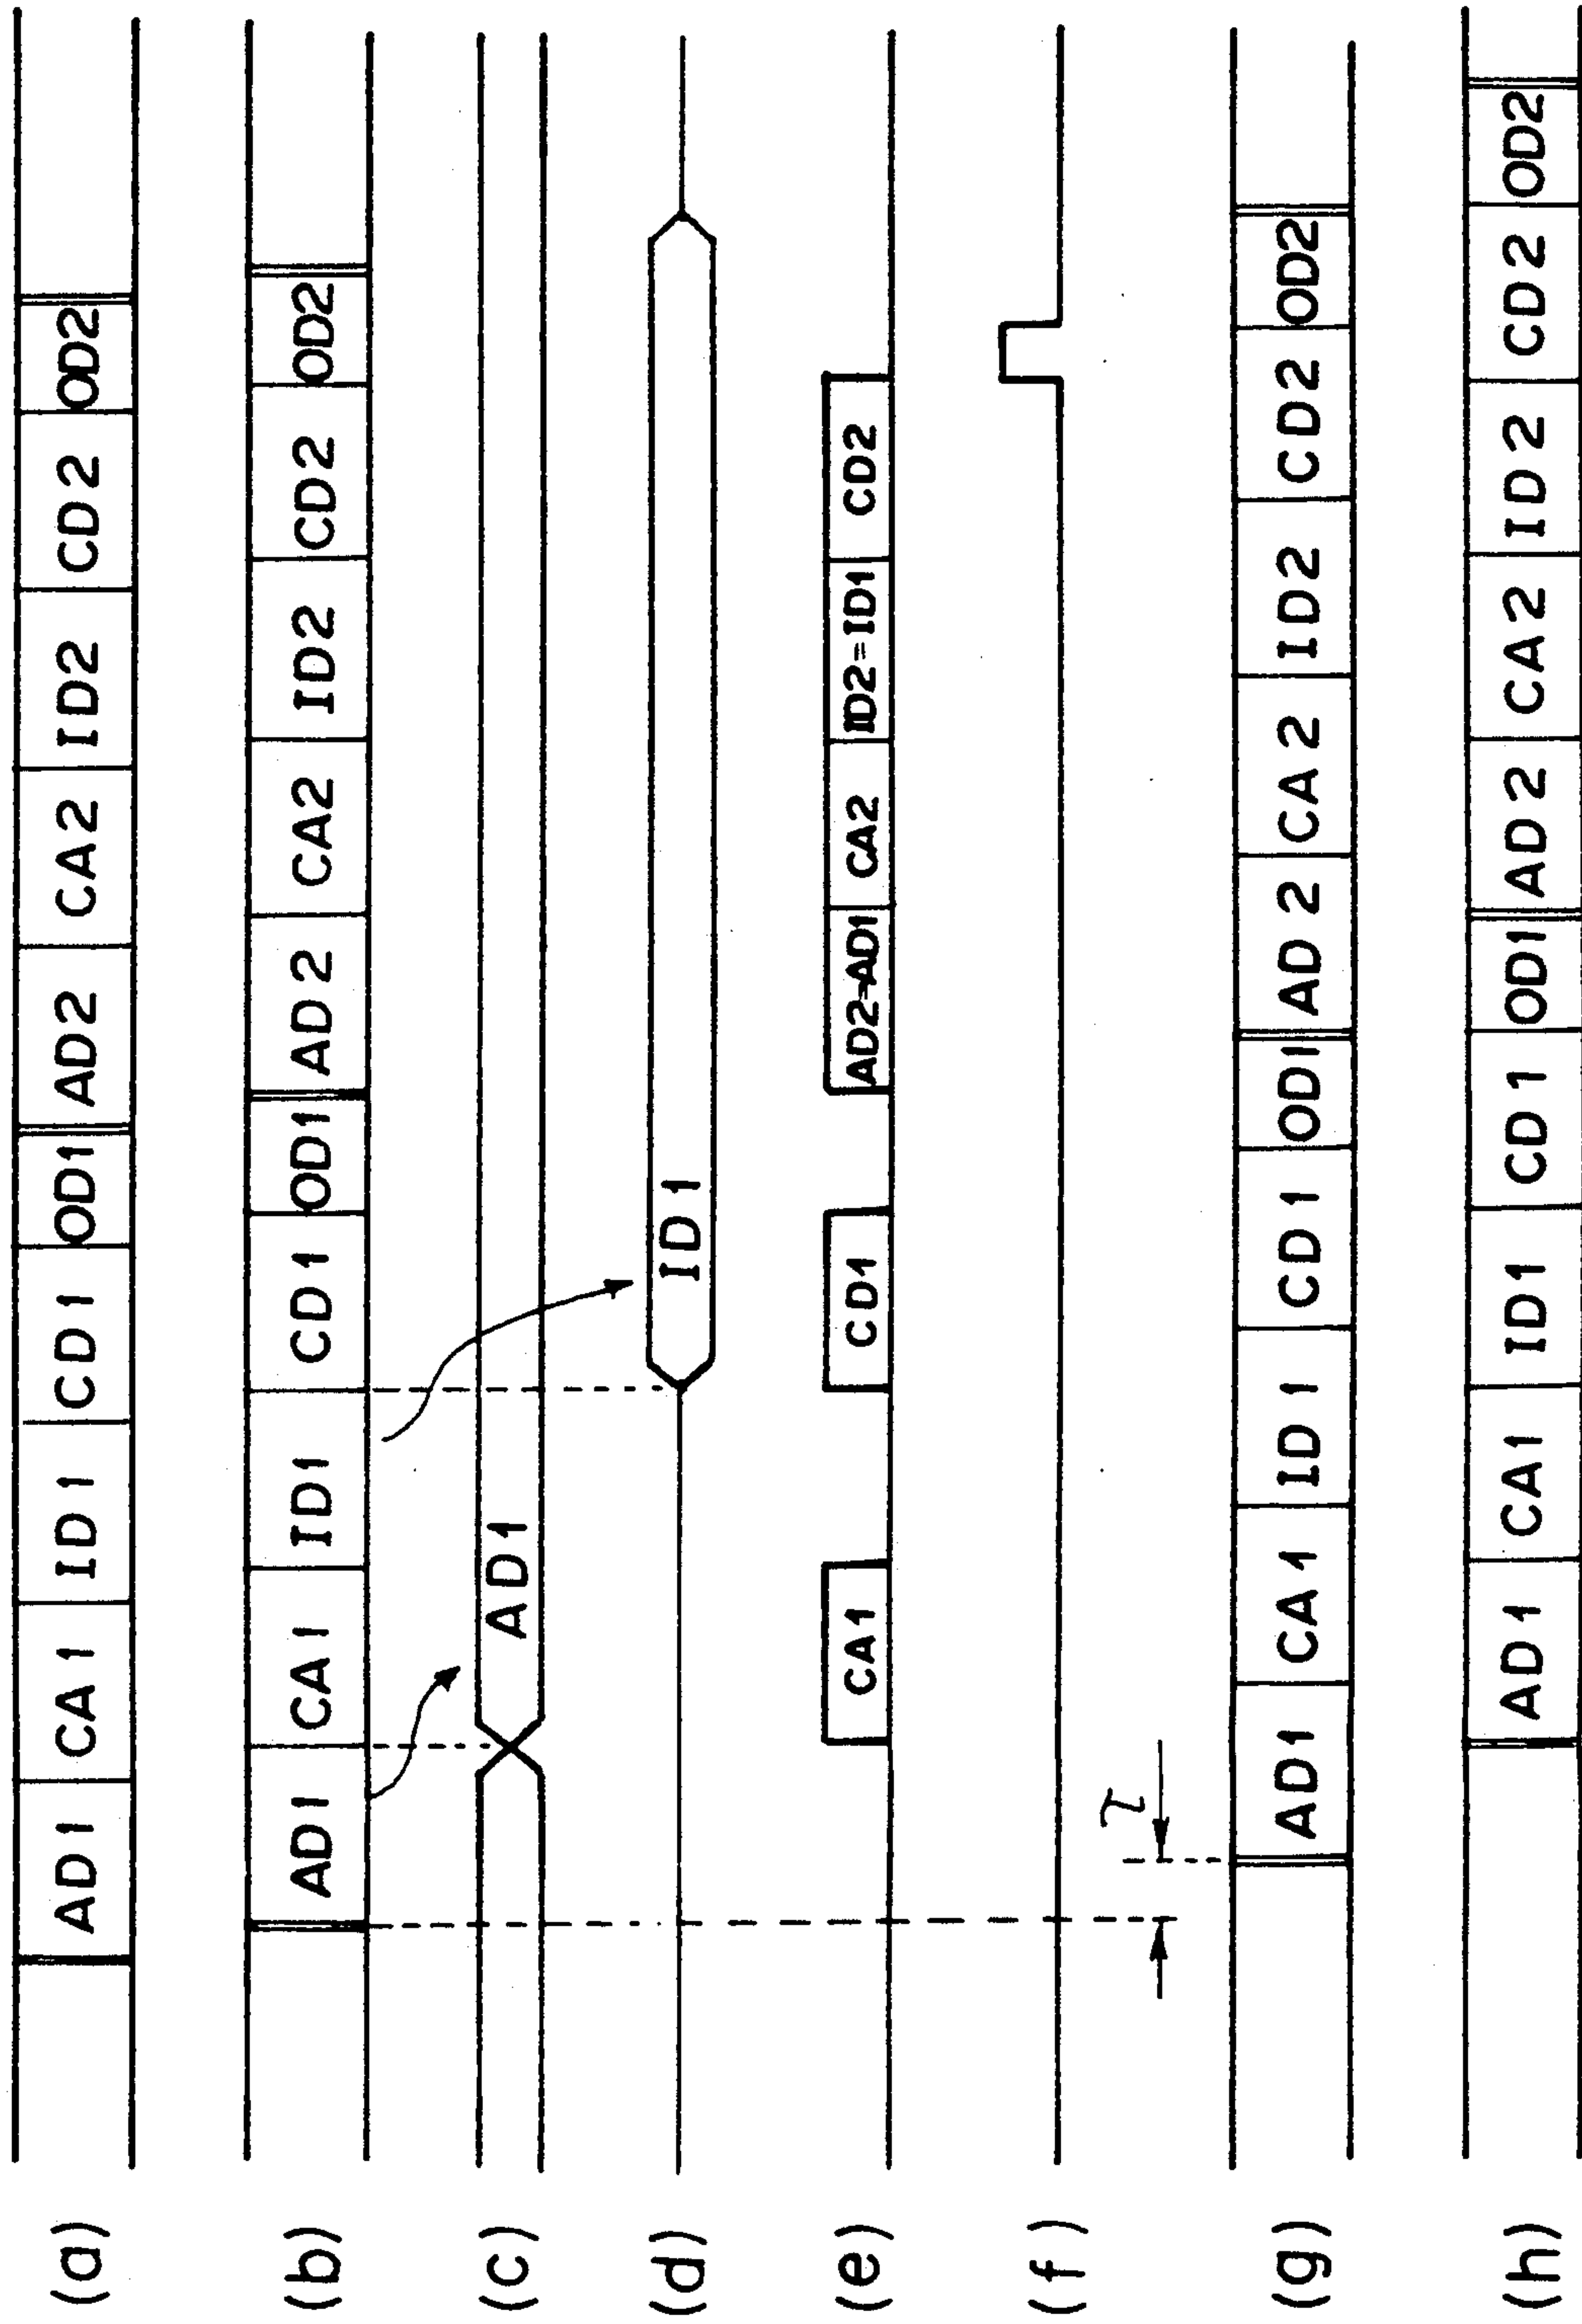 (a) AD1 CA1 ID1 CD1 OD1 AD2 CA2 ID2 CD2 OD2
(b) AD1 CA1 ID1 CD1 OD1 AD2 CA2 ID2 CD2 OD2
(c) AD1
(d) ID1
(e) CA1 CD1 AD2=AD1 CA2 ID2=ID1 CD2
(f)
τ
(g) AD1 CA1 ID1 CD1 OD1 AD2 CA2 ID2 CD2 OD2
(h) AD1 CA1 ID1 CD1 OD1 AD2 CA2 ID2 CD2 OD2